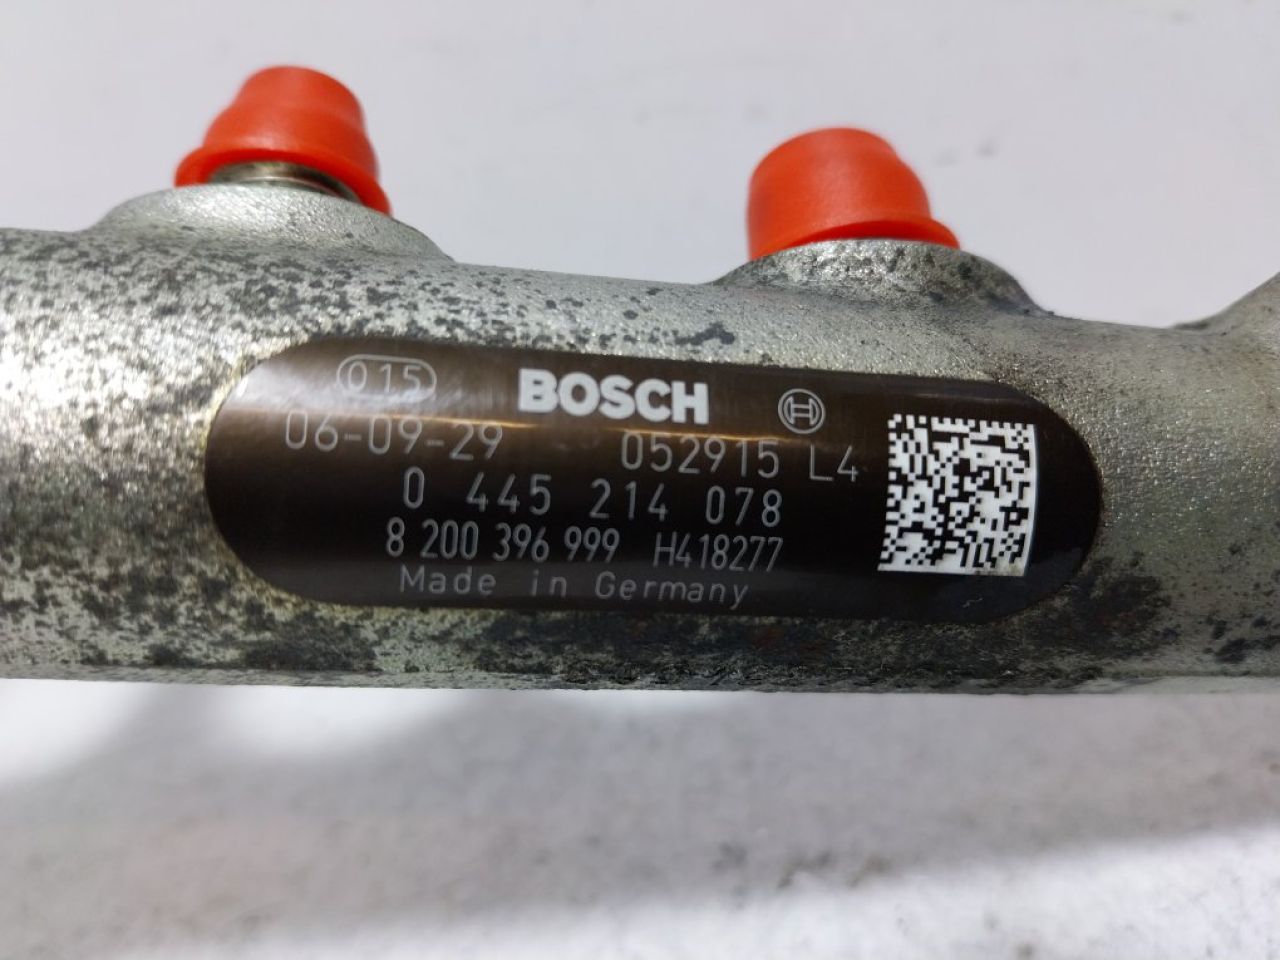 015 BOSCH
06-09-29 052915 L4
0 445 214 078
8 200 396 999 H418277
Made in Germany